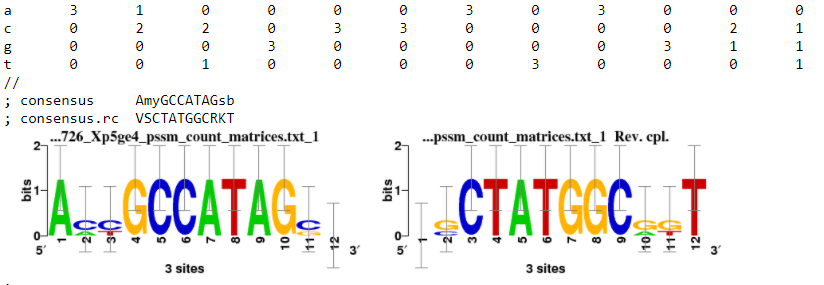 a 3 1 0 0 0 0 3 0 3 0 0 0
c 0 2 2 0 3 3 0 0 0 0 2 1
g 0 0 0 3 0 0 0 0 0 3 1 1
t 0 0 1 0 0 0 0 3 0 0 0 1
//
; consensus AmyGCCATAGsb
; consensus.rc VSCTATGGCRKT
...726_Xp5ge4_pssm_count_matrices.txt_1
2
bits
1
0
ACCGCCATAGC
5′ 1 2 3 4 5 6 7 8 9 10 11 12 3′
3 sites
...pssm_count_matrices.txt_1 Rev. cpl.
2
bits
1
0
GCTATGGCGGT
5′ 1 2 3 4 5 6 7 8 9 10 11 12 3′
3 sites